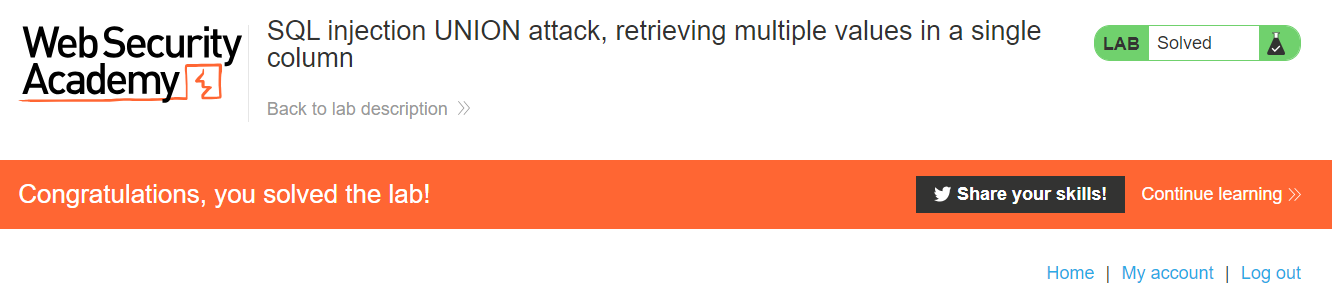 Web Security
Academy
SQL injection UNION attack, retrieving multiple values in a single
column
Back to lab description
LAB Solved
Congratulations, you solved the lab!
Share your skills!
Continue learning
Home | My account | Log out